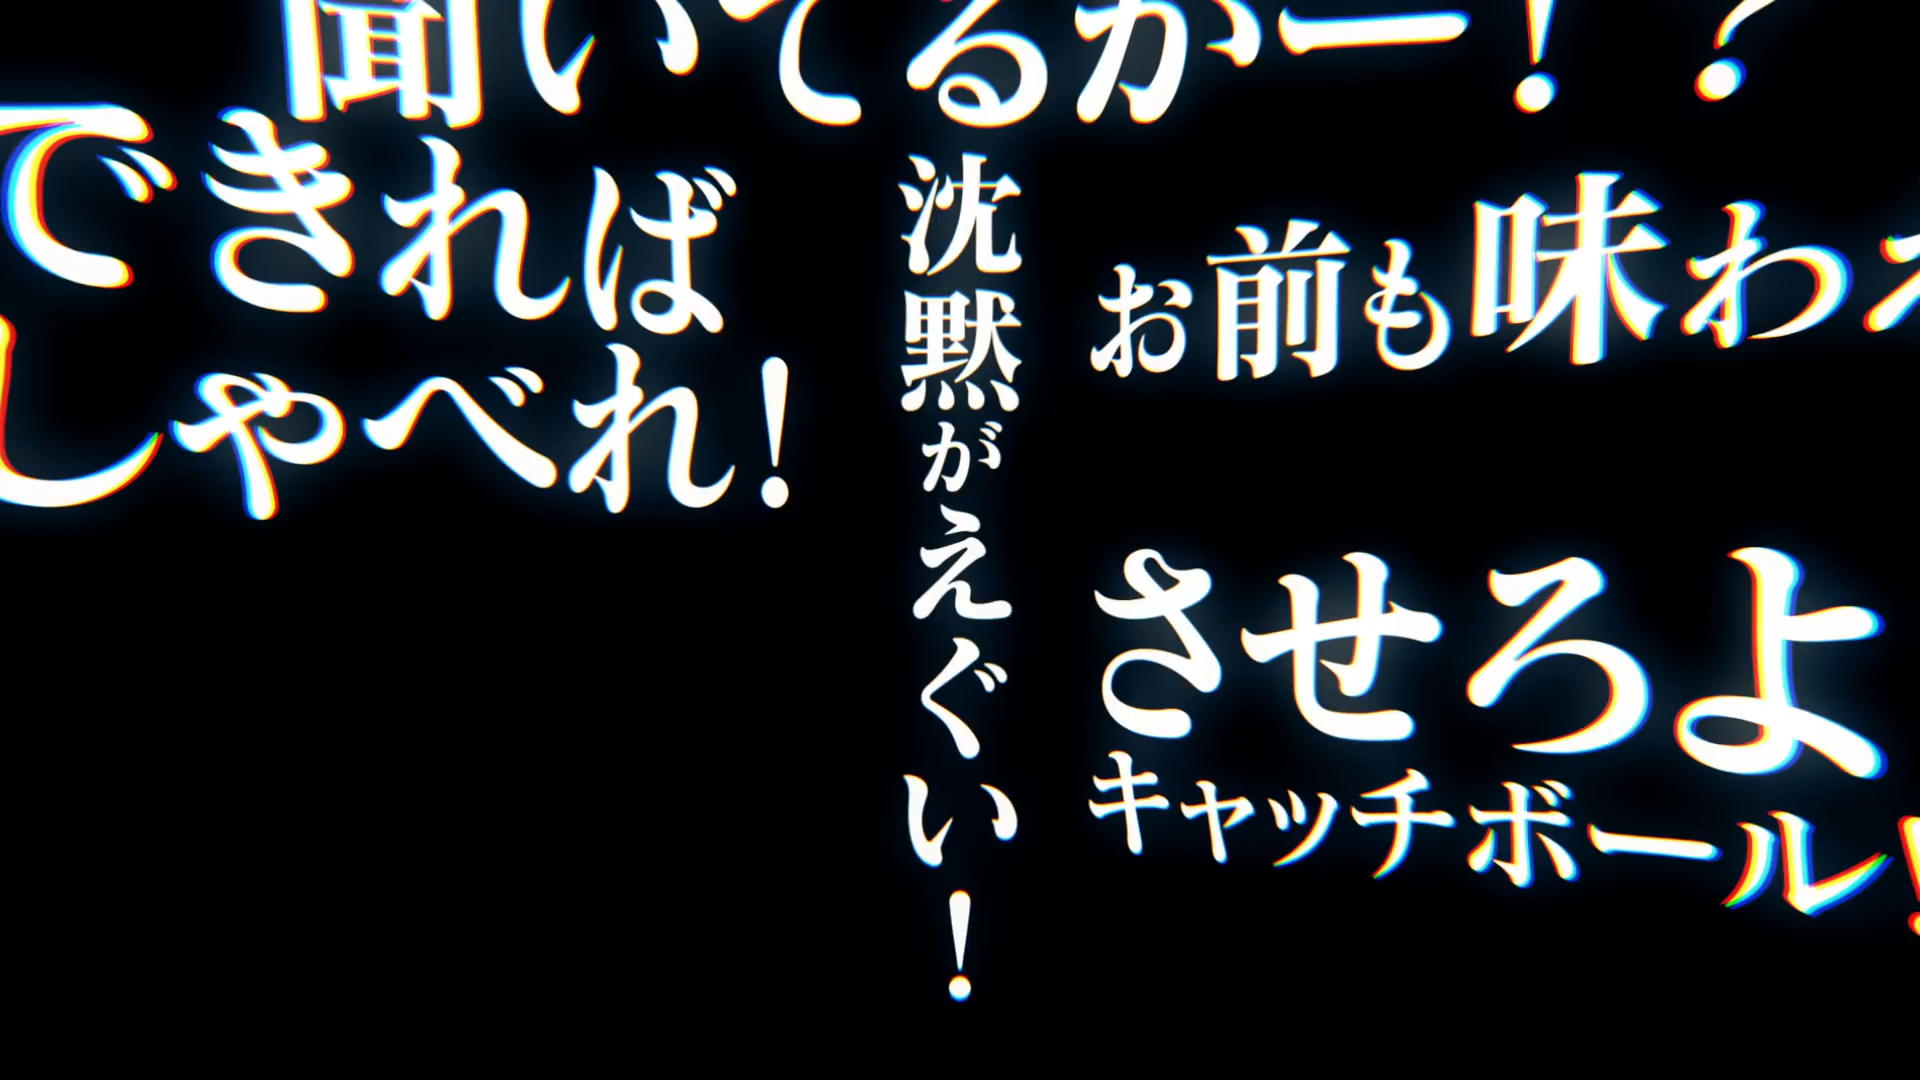 聞いてるかー！？
できれば
しゃべれ！
沈黙がえぐい！
お前も味わえ
させろよ
キャッチボール！